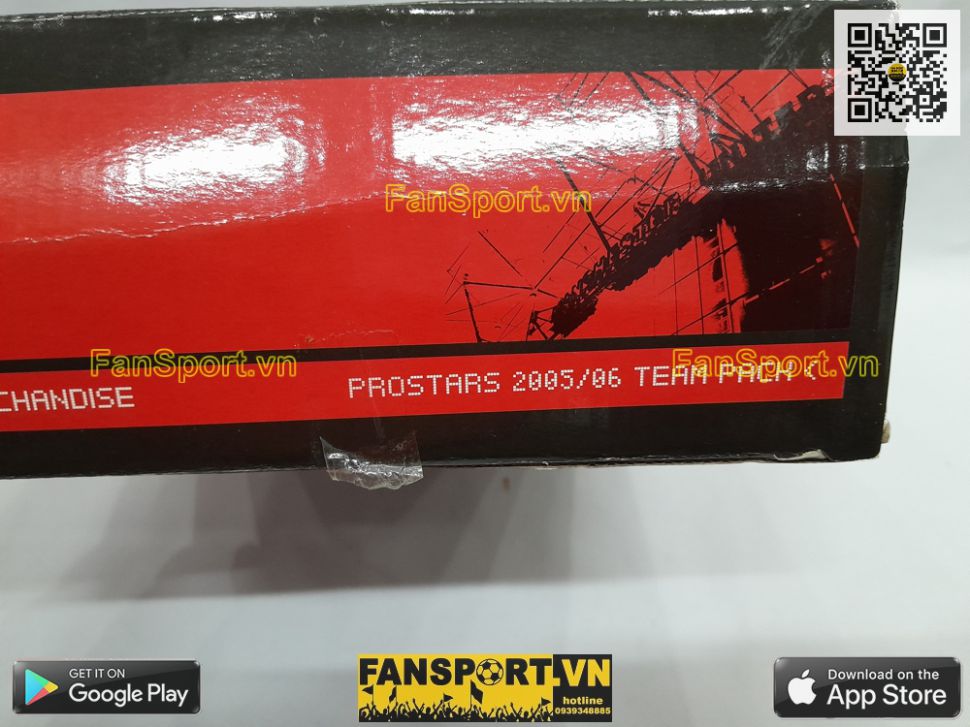 FanSport.vn
FanSport.vn
FanSport.vn
CHANDISE
PROSTARS 2005/06 TEAM PACK <
GET IT ON
Google Play
FANSPORT.VN
hotline
0939348885
Download on the
App Store